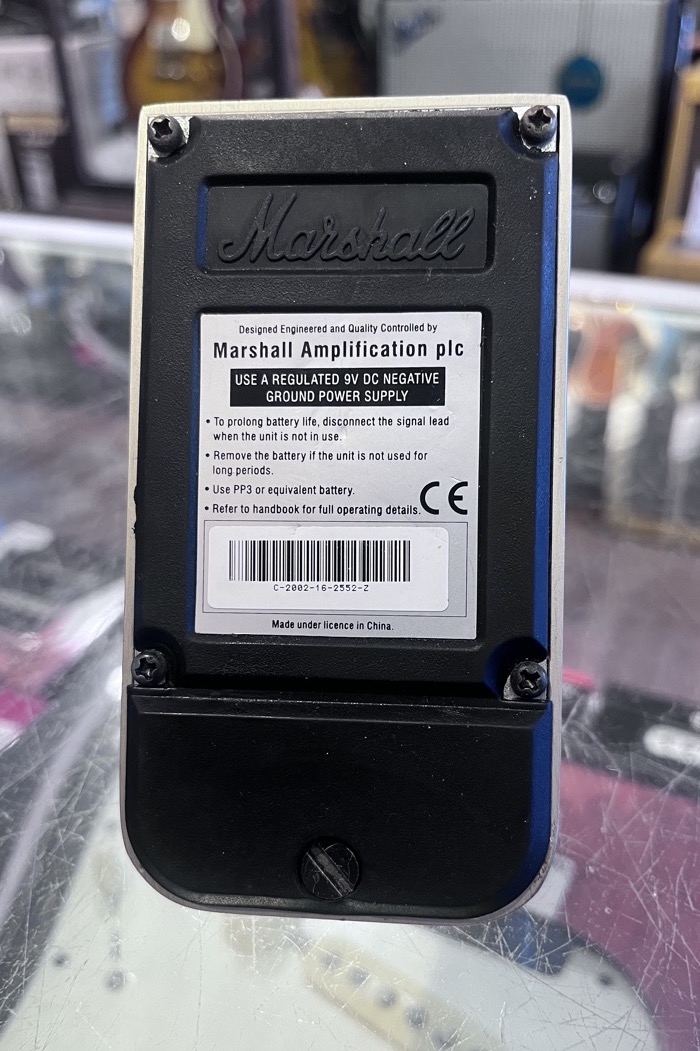 Marshall
Designed Engineered and Quality Controlled by
Marshall Amplification plc
USE A REGULATED 9V DC NEGATIVE
GROUND POWER SUPPLY
• To prolong battery life, disconnect the signal lead
when the unit is not in use.
• Remove the battery if the unit is not used for
long periods.
• Use PP3 or equivalent battery.
• Refer to handbook for full operating details.
CE
C-2002-16-2552-Z
Made under licence in China.